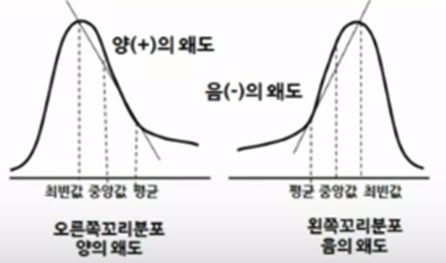 양(+)의 왜도
음(-)의 왜도
최빈값 중앙값 평균
평균 중앙값 최빈값
오른쪽꼬리분포
양의 왜도
왼쪽꼬리분포
음의 왜도